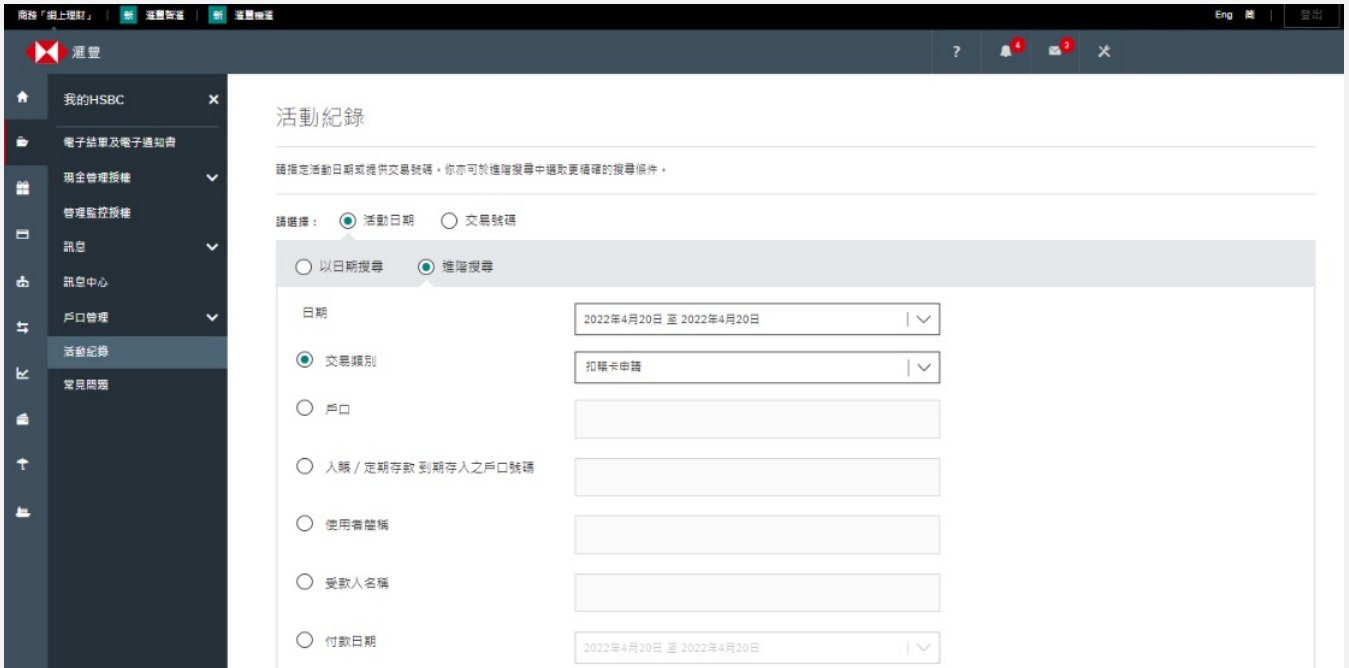 商務「網上理財」 | 新 滙豐智滙 | 新 滙豐機滙 Eng 简 | 登出
滙豐 ? 4 3
我的HSBC ×
電子結單及電子通知書
現金管理授權
管理監控授權
訊息
訊息中心
戶口管理
活動紀錄
常見問題
活動紀錄
請指定活動日期或提供交易號碼。你亦可於進階搜尋中選取更精確的搜尋條件。
請選擇： 活動日期 交易號碼
以日期搜尋 進階搜尋
日期 2022年4月20日 至 2022年4月20日
交易類別 扣賬卡申請
戶口
入賬 / 定期存款 到期存入之戶口號碼
使用者簡稱
受款人名稱
付款日期 2022年4月20日 至 2022年4月20日